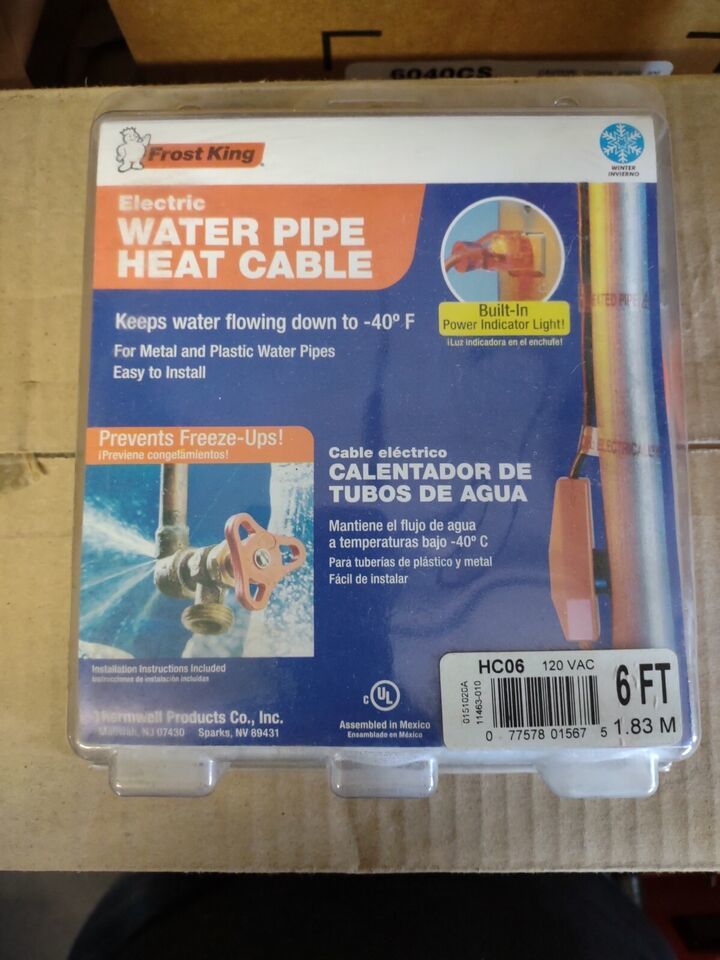 6040CS
Frost King
WINTER
INVIERNO
Electric
WATER PIPE
HEAT CABLE
Keeps water flowing down to -40º F
For Metal and Plastic Water Pipes
Easy to Install
Built-In
Power Indicator Light!
¡Luz indicadora en el enchufe!
Prevents Freeze-Ups!
¡Previene congelamientos!
Cable eléctrico
CALENTADOR DE
TUBOS DE AGUA
Mantiene el flujo de agua
a temperaturas bajo -40º C
Para tuberías de plástico y metal
Fácil de instalar
Installation Instructions Included
Instrucciones de instalación incluidas
Thermwell Products Co., Inc.
Mahwah, NJ 07430 Sparks, NV 89431
C UL
Assembled in Mexico
Ensamblado en México
HC06 120 VAC
0151020A
11463-010
0 77578 01567 5
6 FT
1.83 M